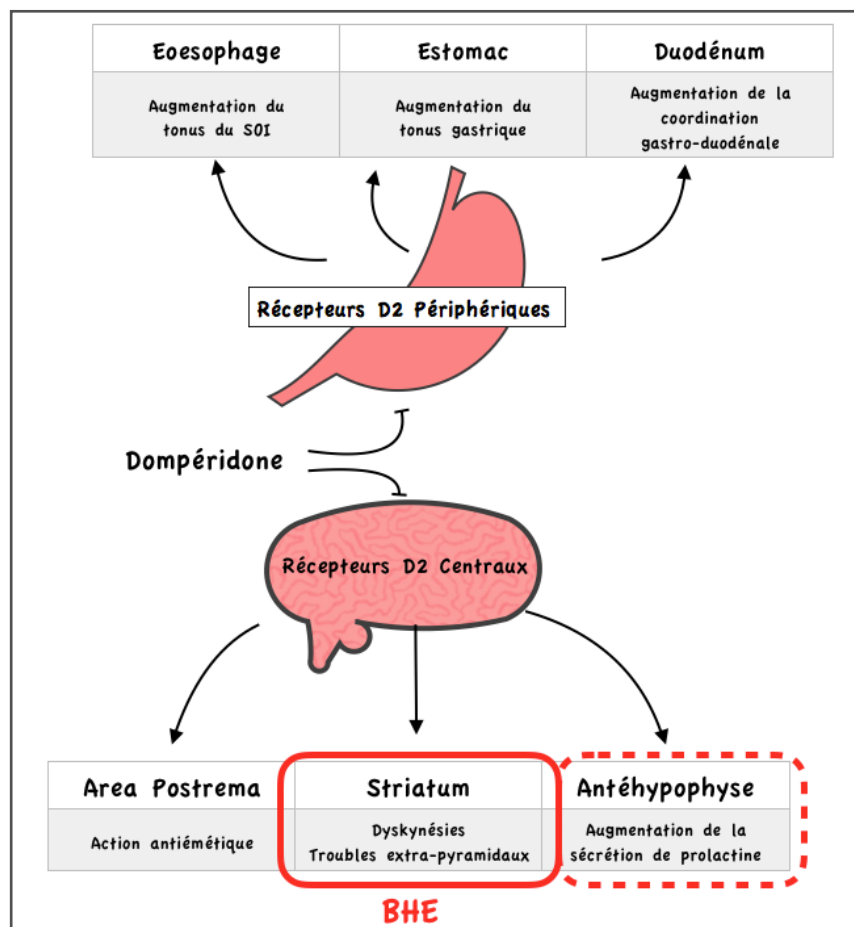 Eoesophage
Estomac
Duodénum
Augmentation du
tonus du SOI
Augmentation du
tonus gastrique
Augmentation de la
coordination
gastro-duodénale
Récepteurs D2 Périphériques
Dompéridone
Récepteurs D2 Centraux
Area Postrema
Striatum
Antéhypophyse
Action antiémétique
Dyskynésies
Troubles extra-pyramidaux
Augmentation de la
sécrétion de prolactine
BHE